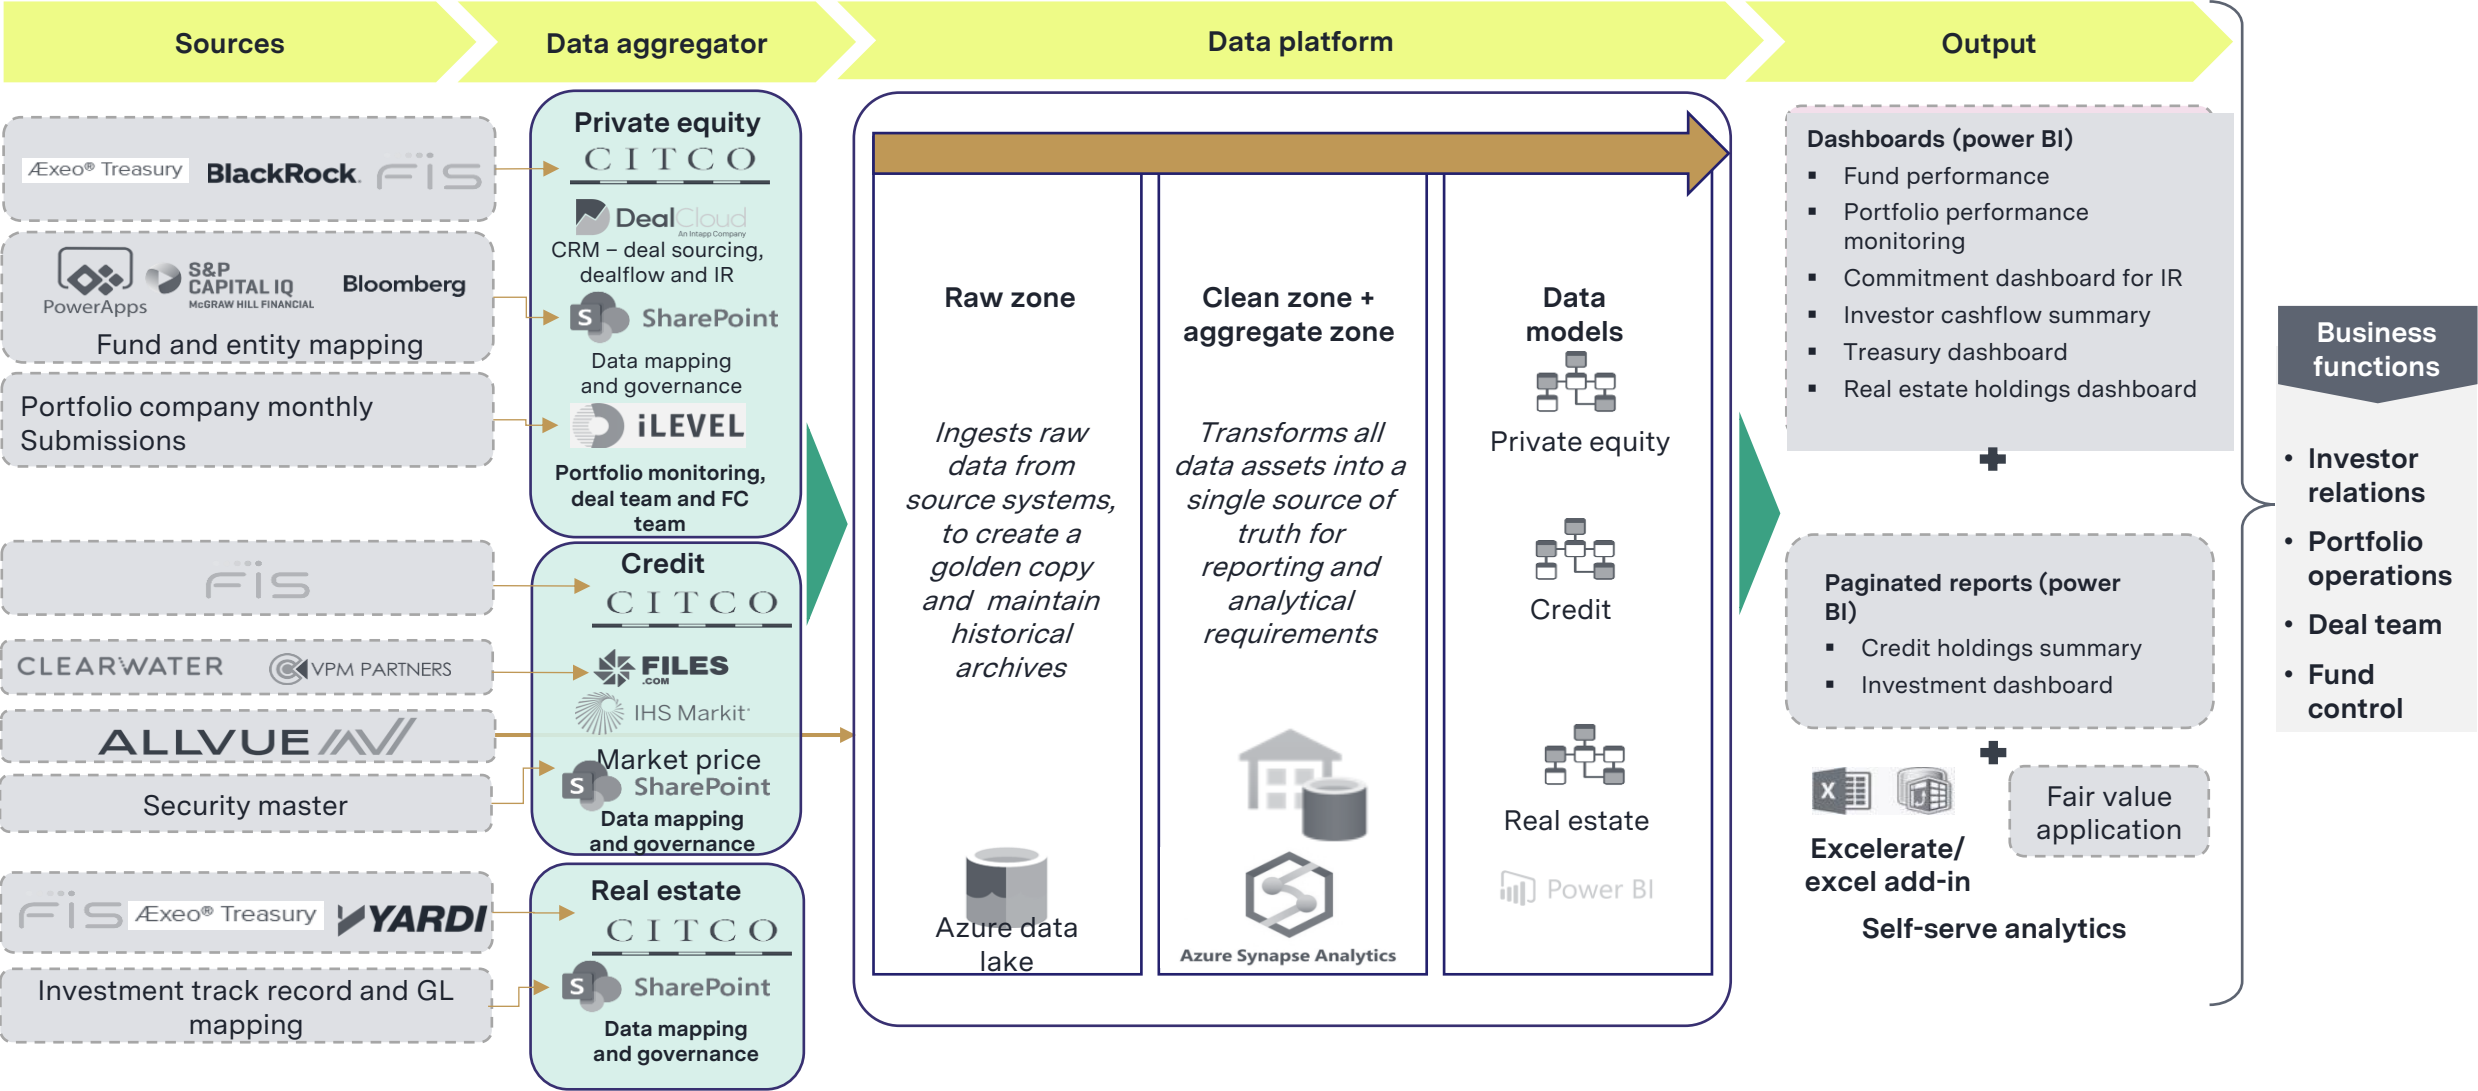 Sources
Data aggregator
Data platform
Output
Æxeo® Treasury
BlackRock.
FIS
PowerApps
S&P
CAPITAL IQ
McGRAW HILL FINANCIAL
Bloomberg
Fund and entity mapping
Portfolio company monthly
Submissions
FIS
CLEARWATER
VPM PARTNERS
ALLVUE
Security master
FIS
Æxeo® Treasury
YARDI
Investment track record and GL
mapping
Private equity
CITCO
DealCloud
An Intapp Company
CRM – deal sourcing,
dealflow and IR
S SharePoint
Data mapping
and governance
iLEVEL
Portfolio monitoring,
deal team and FC
team
Credit
CITCO
FILES
.COM
IHS Markit
Market price
S SharePoint
Data mapping
and governance
Real estate
CITCO
S SharePoint
Data mapping
and governance
Raw zone
Ingests raw
data from
source systems,
to create a
golden copy
and maintain
historical
archives
Azure data
lake
Clean zone +
aggregate zone
Transforms all
data assets into a
single source of
truth for
reporting and
analytical
requirements
Azure Synapse Analytics
Data
models
Private equity
Credit
Real estate
Power BI
Dashboards (power BI)
▪ Fund performance
▪ Portfolio performance
monitoring
▪ Commitment dashboard for IR
▪ Investor cashflow summary
▪ Treasury dashboard
▪ Real estate holdings dashboard
Paginated reports (power
BI)
▪ Credit holdings summary
▪ Investment dashboard
X
Excelerate/
excel add-in
Fair value
application
Self-serve analytics
Business
functions
• Investor
relations
• Portfolio
operations
• Deal team
• Fund
control